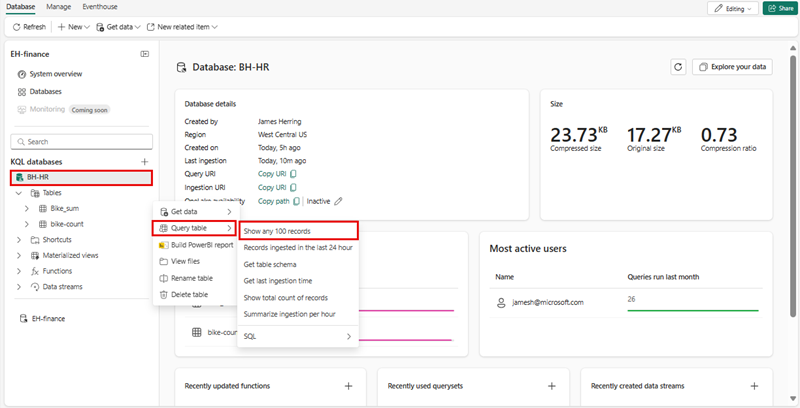 Database Manage Eventhouse
Editing Share
Refresh New Get data New related item
EH-finance
System overview
Databases
Monitoring Coming soon
Search
KQL databases
BH-HR
Tables
Bike_sum
bike-count
Shortcuts
Materialized views
Functions
Data streams
EH-finance
Database: BH-HR
Explore your data
Database details
Created by James Herring
Region West Central US
Created on Today, 5h ago
Last ingestion Today, 10m ago
Query URI Copy URI
Ingestion URI Copy URI
OneLake availability Copy path Inactive
Size
23.73 KB
Compressed size
17.27 KB
Original size
0.73
Compression ratio
Get data
Query table
Build PowerBI report
View files
Rename table
Delete table
Show any 100 records
Records ingested in the last 24 hour
Get table schema
Get last ingestion time
Show total count of records
Summarize ingestion per hour
SQL
bike-count
Most active users
Name Queries run last month
jamesh@microsoft.com 26
Recently updated functions
Recently used querysets
Recently created data streams